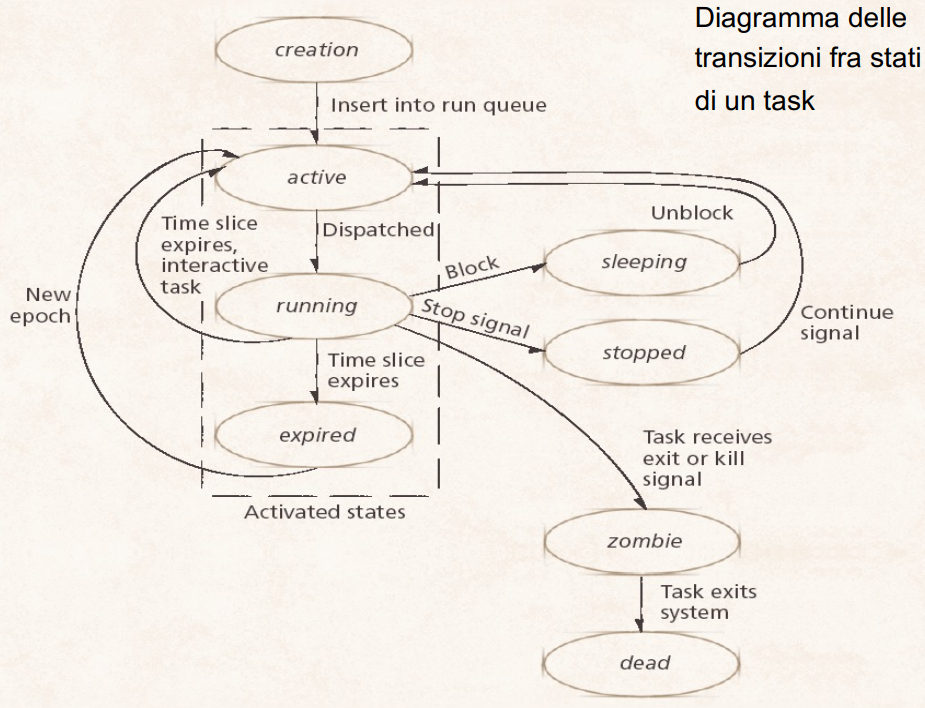 Diagramma delle
transizioni fra stati
di un task
creation
Insert into run queue
active
Dispatched
Time slice
expires,
interactive
task
New
epoch
running
Block
Stop signal
Unblock
sleeping
stopped
Continue
signal
Time slice
expires
expired
Activated states
Task receives
exit or kill
signal
zombie
Task exits
system
dead